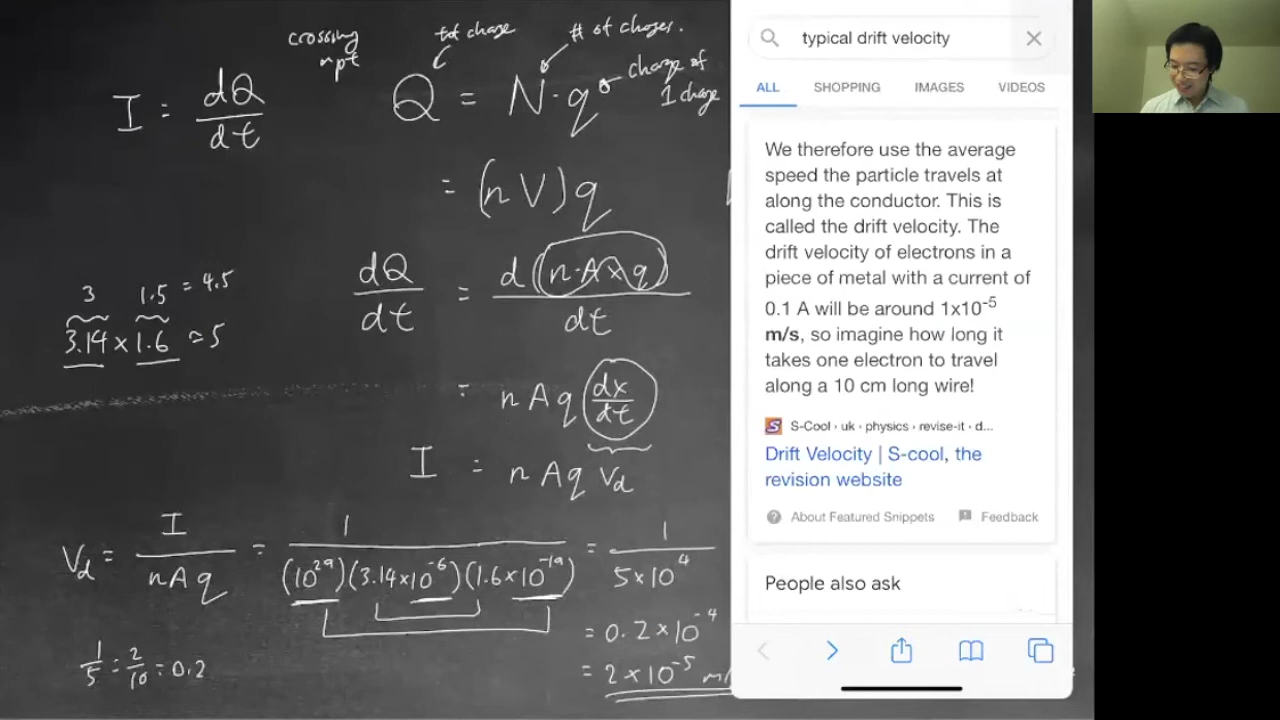 crossing
a pt
I = dQ/dt
tot charge
Q = N · q
# of charges.
charge of
1 charge
= (n V) q
dQ/dt = d(n·A x q)/dt
3 1.5 = 4.5
3.14 x 1.6 ≈ 5
= n A q dx/dt
I = n A q Vd
Vd = I/nAq = 1/(10^29)(3.14x10^-6)(1.6x10^-19) = 1/5x10^4
= 0.2 x 10^-4
= 2 x 10^-5
1/5 = 2/10 = 0.2
typical drift velocity
ALL SHOPPING IMAGES VIDEOS
We therefore use the average
speed the particle travels at
along the conductor. This is
called the drift velocity. The
drift velocity of electrons in a
piece of metal with a current of
0.1 A will be around 1x10^-5
m/s, so imagine how long it
takes one electron to travel
along a 10 cm long wire!
S-Cool › uk › physics › revise-it › d...
Drift Velocity | S-cool, the
revision website
About Featured Snippets Feedback
People also ask